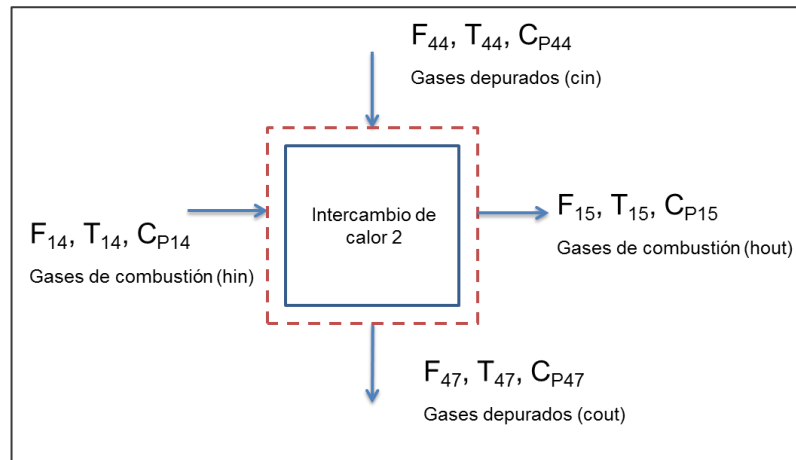 F44, T44, CP44
Gases depurados (cin)
Intercambio de
calor 2
F14, T14, CP14
Gases de combustión (hin)
F15, T15, CP15
Gases de combustión (hout)
F47, T47, CP47
Gases depurados (cout)